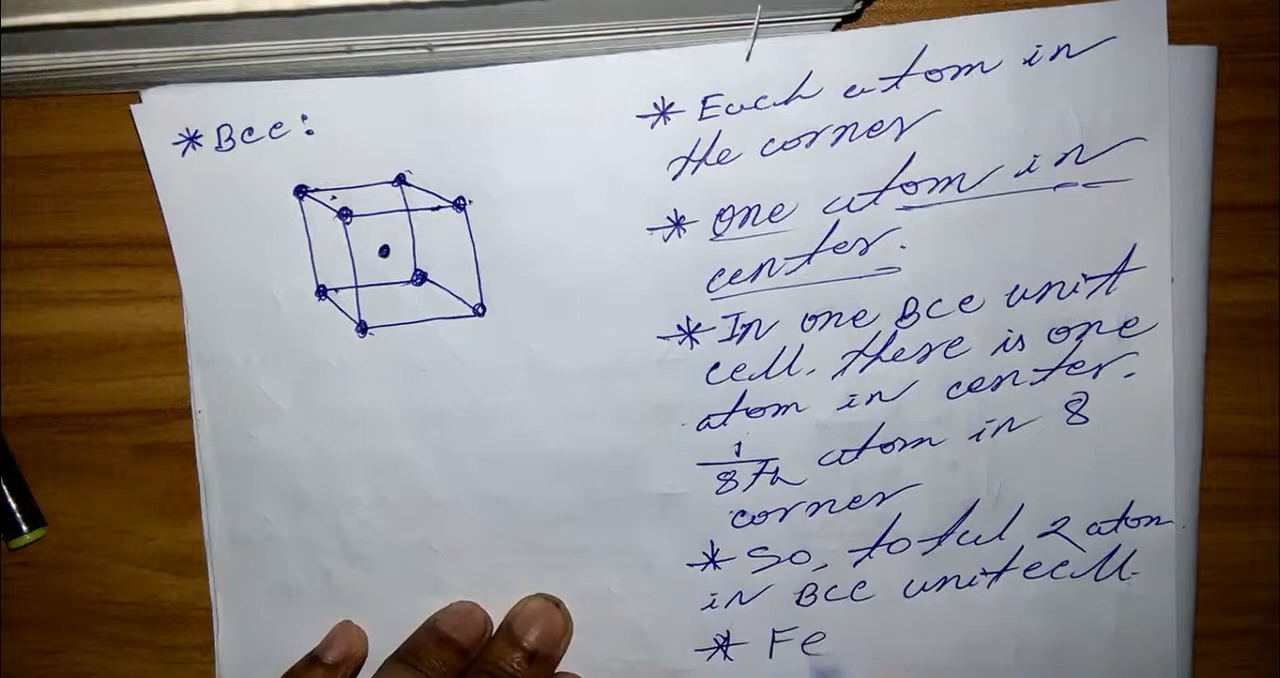 * BCC:
* Each atom in
the corner
* One atom in
center.
* In one BCC unit
cell, there is one
atom in center.
1/8th atom in 8
corner
* So, total 2 atom
in BCC unitcell.
* Fe